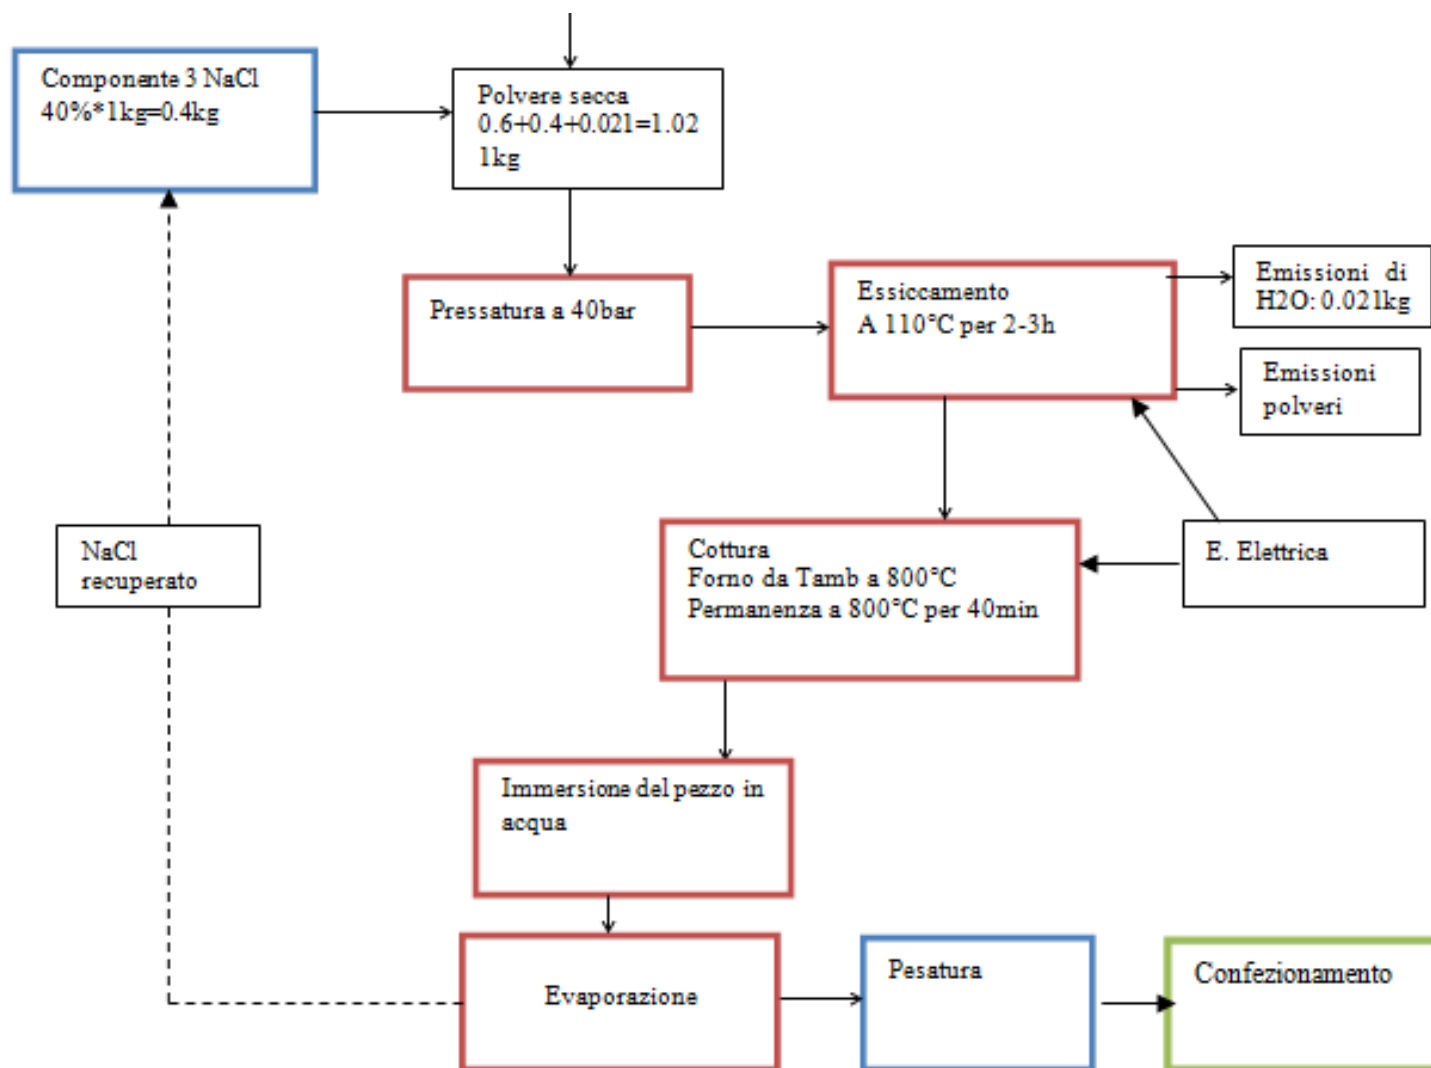 Componente 3 NaCl
40%*1kg=0.4kg
Polvere secca
0.6+0.4+0.021=1.02
1kg
Pressatura a 40bar
Essiccamento
A 110°C per 2-3h
Emissioni di
H2O: 0.021kg
Emissioni
polveri
NaCl
recuperato
Cottura
Forno da Tamb a 800°C
Permanenza a 800°C per 40min
E. Elettrica
Immersione del pezzo in
acqua
Evaporazione
Pesatura
Confezionamento